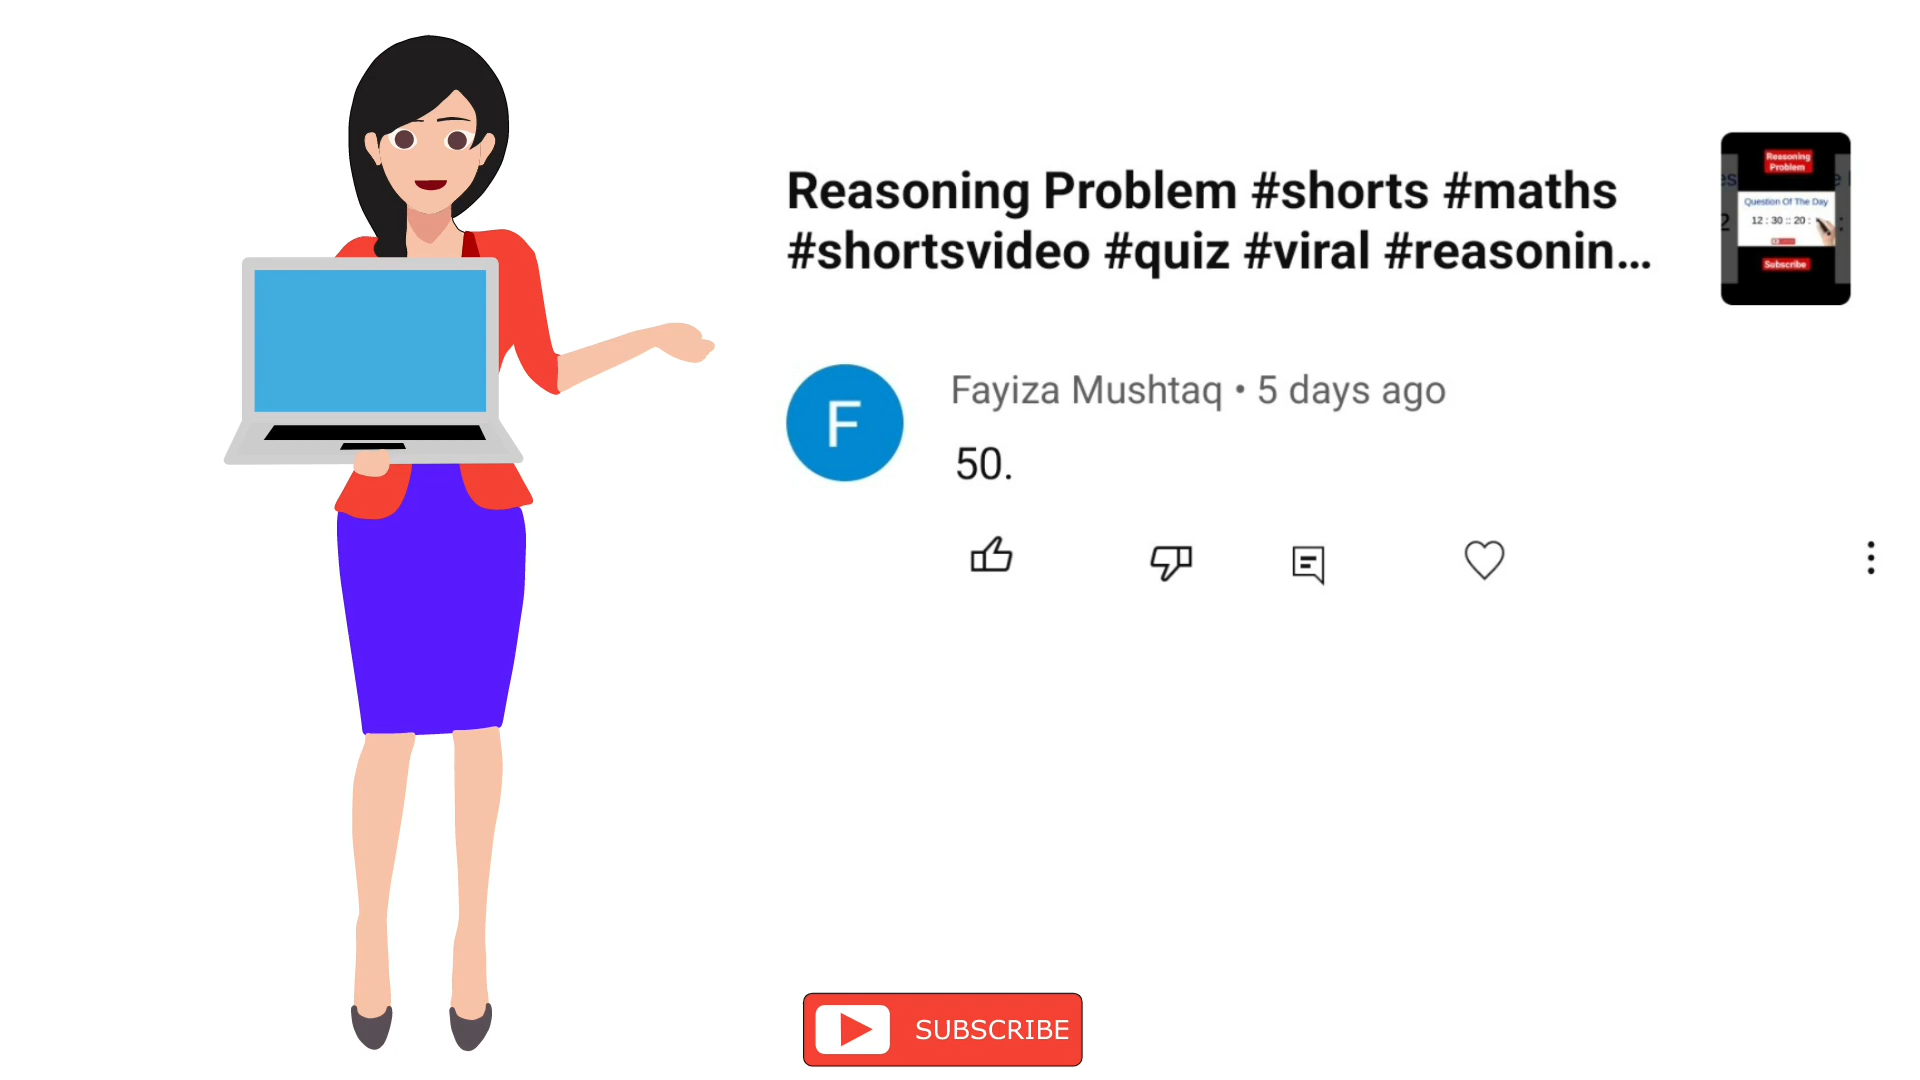 Reasoning Problem #shorts #maths
#shortsvideo #quiz #viral #reasonin...
Reasoning
Problem
Question Of The Day
12 : 30 :: 20 :
Subscribe
F
Fayiza Mushtaq • 5 days ago
50.
SUBSCRIBE